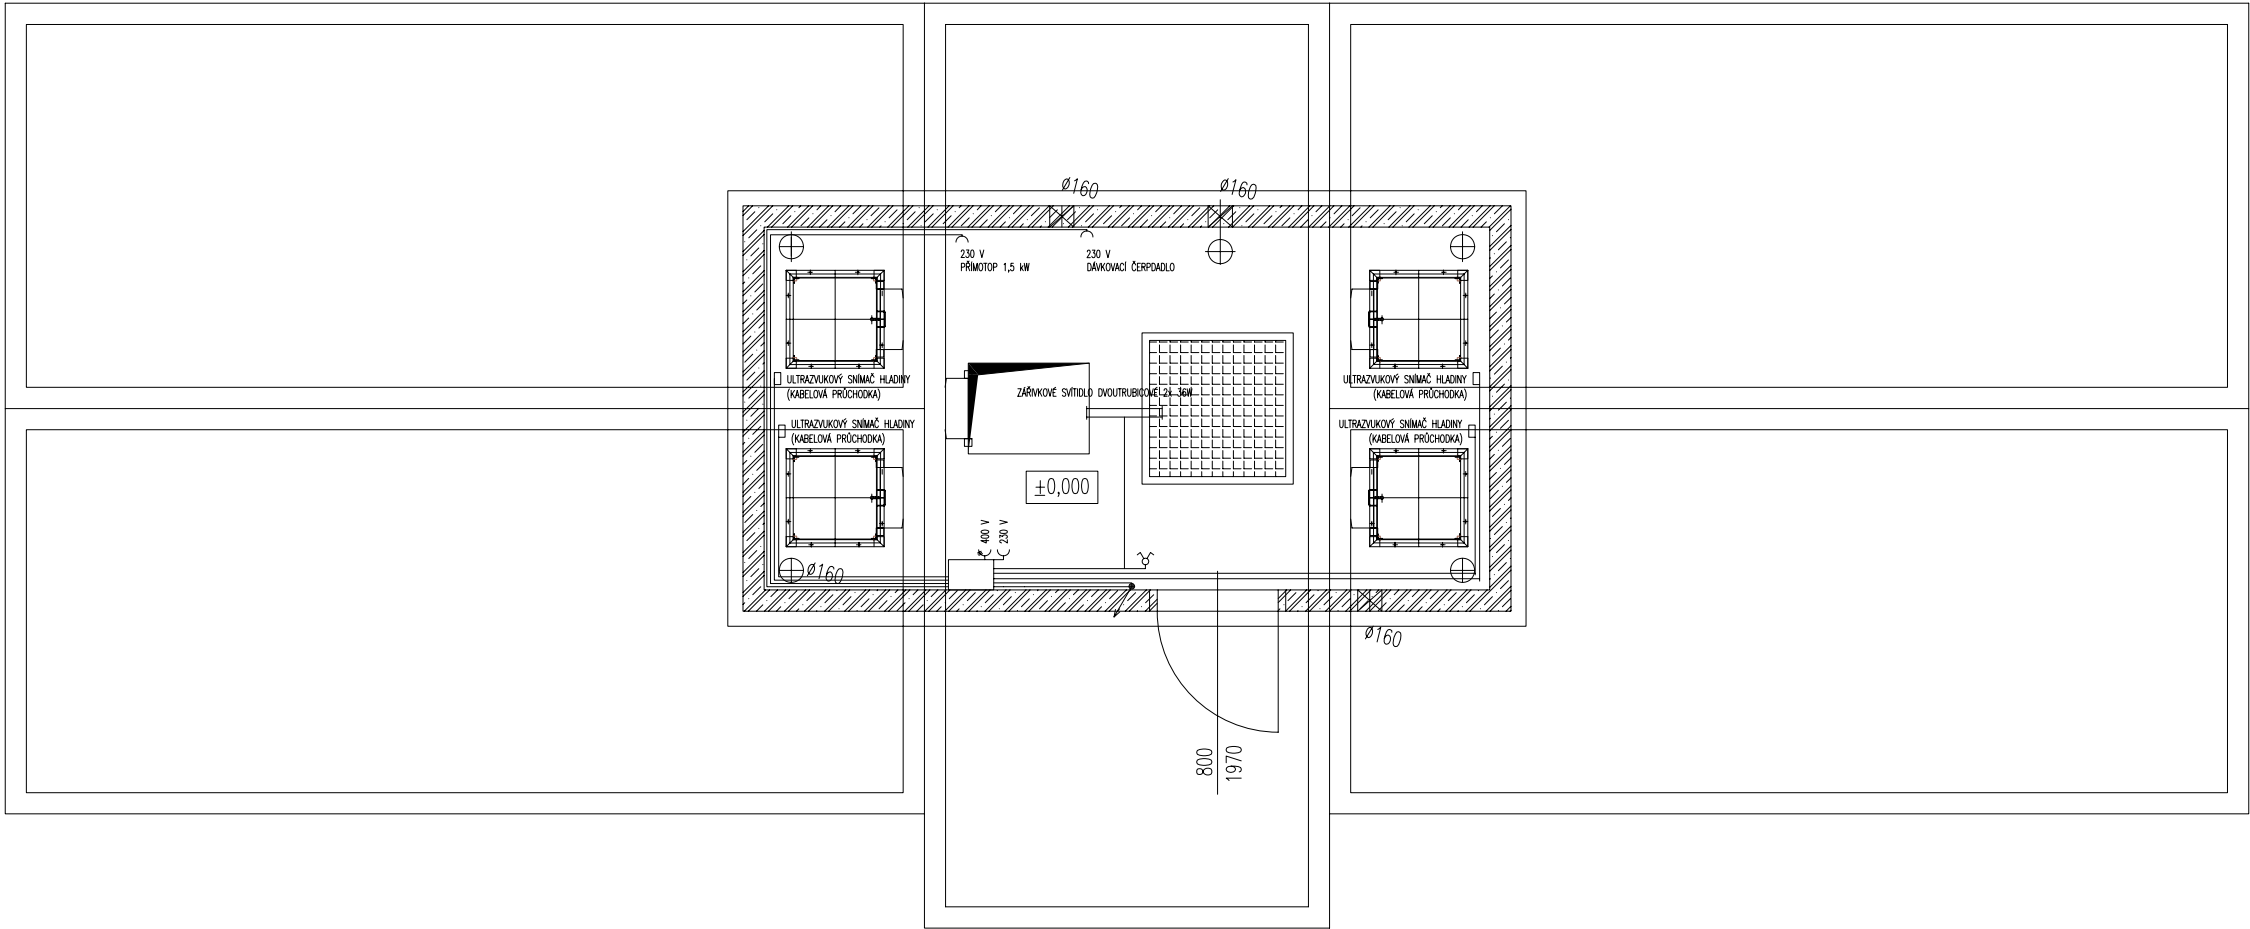 Ø160
Ø160
230 V
PŘÍMOTOP 1,5 kW
230 V
DÁVKOVACÍ ČERPDADLO
ULTRAZVUKOVÝ SNÍMAČ HLADINY
(KABELOVÁ PRŮCHODKA)
ZÁŘIVKOVÉ SVÍTIDLO DVOUTRUBICOVÉ 2x 36W
ULTRAZVUKOVÝ SNÍMAČ HLADINY
(KABELOVÁ PRŮCHODKA)
ULTRAZVUKOVÝ SNÍMAČ HLADINY
(KABELOVÁ PRŮCHODKA)
ULTRAZVUKOVÝ SNÍMAČ HLADINY
(KABELOVÁ PRŮCHODKA)
±0,000
400 V
230 V
Ø160
Ø160
800
1970